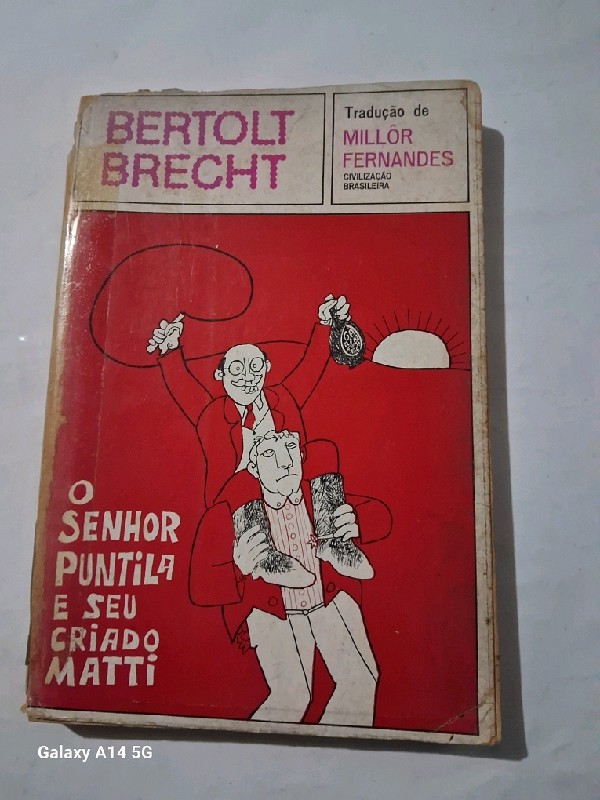 BERTOLT
BRECHT
Tradução de
MILLÔR
FERNANDES
CIVILIZAÇÃO
BRASILEIRA
O
SENHOR
PUNTILA
E SEU
CRIADO
MATTI
Galaxy A14 5G